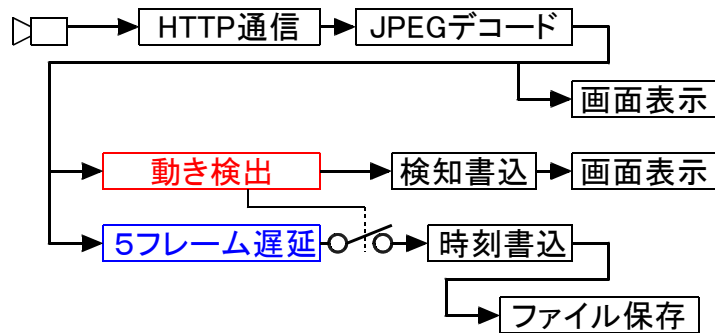 HTTP通信
JPEGデコード
画面表示
動き検出
検知書込
画面表示
5フレーム遅延
時刻書込
ファイル保存